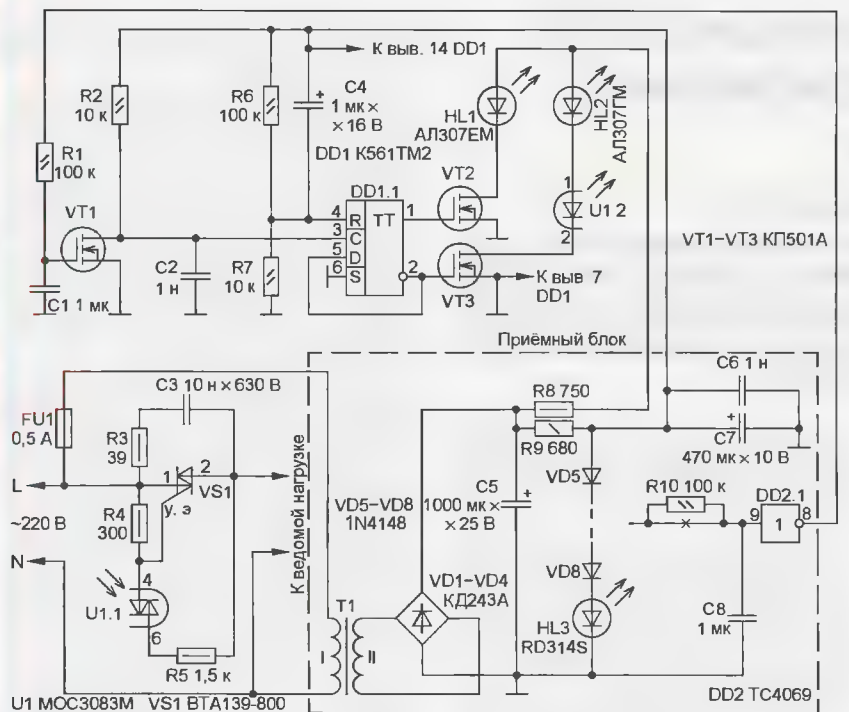 К выв. 14 DD1
R2
10 к
R6
100 к
C4
1 мк ×
× 16 В
+
HL1
АЛ307ЕМ
HL2
АЛ307ГМ
DD1 К561ТМ2
R1
100 к
VT1
DD1.1
VT2
1
U1 2
2
4
R
TT
1
3
C
5
D
6
S
2
VT1–VT3 КП501А
C2
1 н
R7
10 к
VT3
К выв 7
DD1
C1 1 мк
Приёмный блок
C3 10 н × 630 В
C6 1 н
FU1
0,5 А
R8 750
R3
39
R9 680
+
C7
470 мк × 10 В
1
2
VS1
L
VD5
R10 100 к
R4
300
у. э
К ведомой нагрузке
VD5–VD8
1N4148
C5
1000 мк ×
× 25 В
+
DD2.1
9
1
8
~220 В
N
VD8
4
U1.1
6
T1
VD1–VD4
КД243А
HL3
RD314S
C8
1 мк
I
II
R5 1,5 к
U1 MOC3083M
VS1 BTA139-800
DD2 TC4069